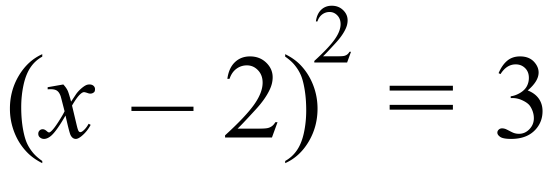 (x − 2)² = 3